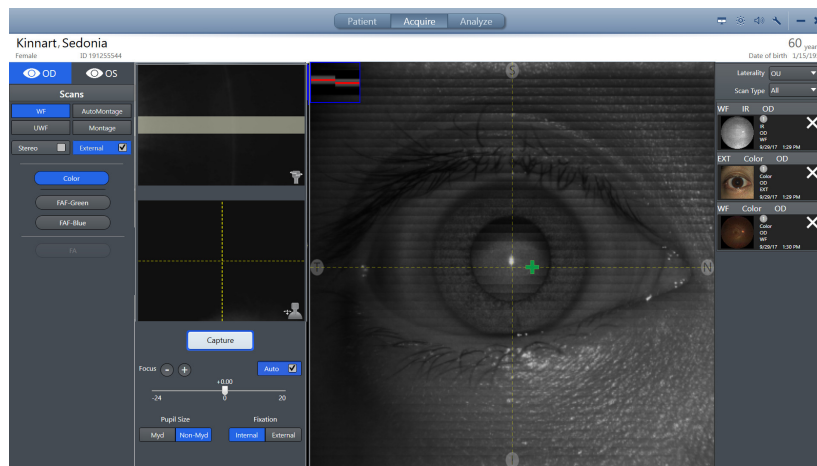 Patient Acquire Analyze
Kinnart, Sedonia
Female ID 191255544
60 year
Date of birth 1/15/19
OD OS
Scans
WF AutoMontage
UWF Montage
Stereo External
Color
FAF-Green
FAF-Blue
FA
Capture
Focus - + Auto
+0.00
-24 0 20
Pupil Size Fixation
Myd Non-Myd Internal External
S
T N
I
Laterality OU
Scan Type All
WF IR OD
IR
OD
WF
9/29/17 1:29 PM
EXT Color OD
Color
OD
EXT
9/29/17 1:29 PM
WF Color OD
Color
OD
WF
9/29/17 1:30 PM